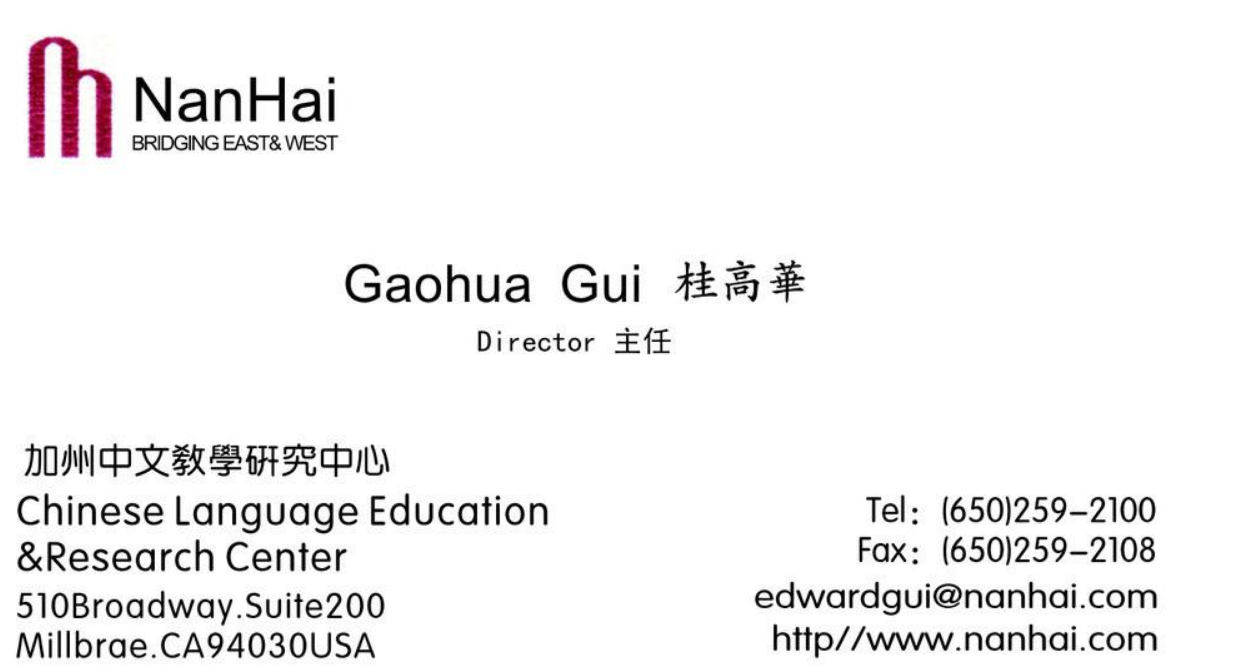 NanHai
BRIDGING EAST& WEST
Gaohua Gui 桂高華
Director 主任
加州中文教學研究中心
Chinese Language Education
&Research Center
510Broadway.Suite200
Millbrae.CA94030USA
Tel: (650)259-2100
Fax: (650)259-2108
edwardgui@nanhai.com
http//www.nanhai.com